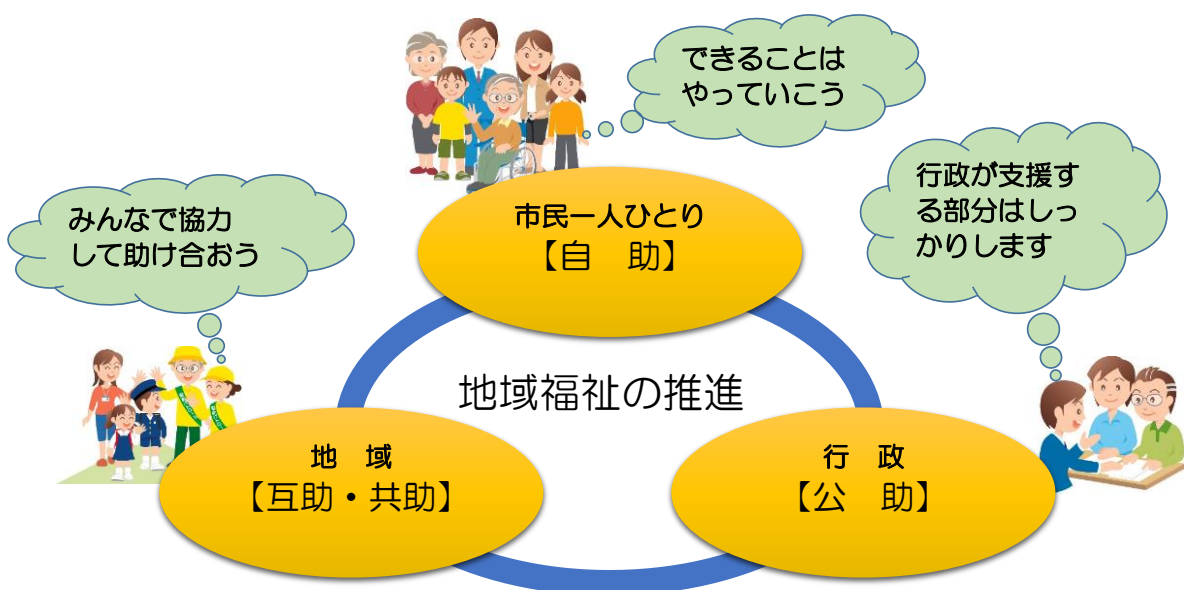 できることは
やっていこう
行政が支援す
る部分はしっ
かりします
みんなで協力
して助け合おう
市民一人ひとり
【自　助】
地域福祉の推進
地　域
【互助・共助】
行　政
【公　助】